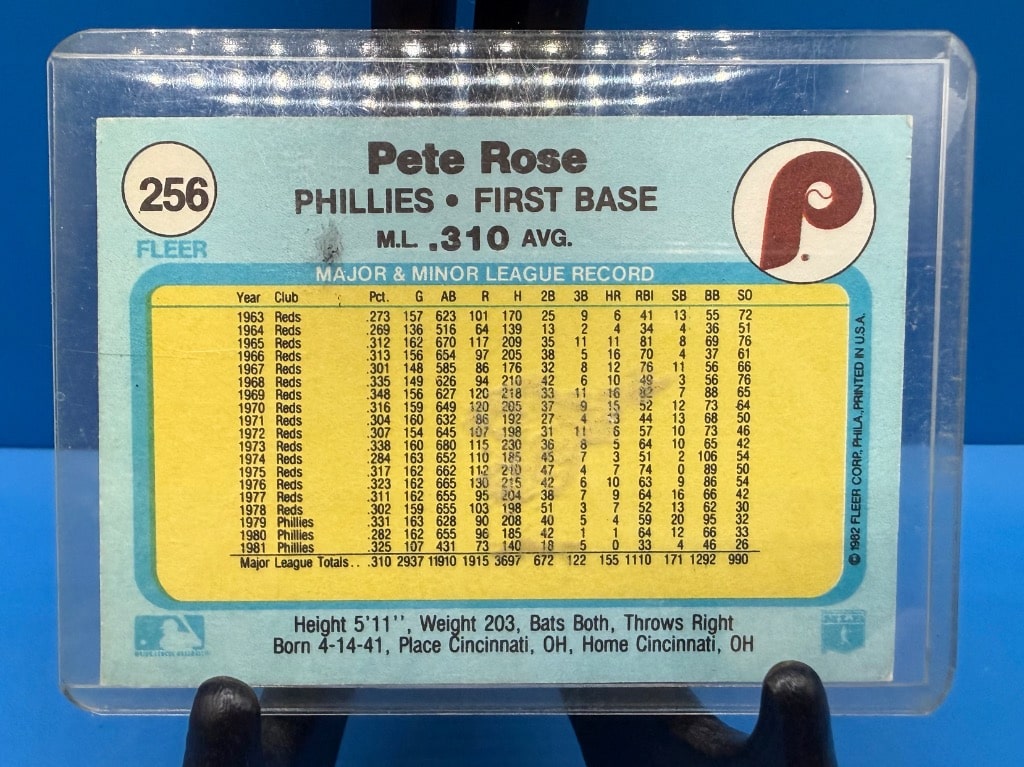 256
FLEER
Pete Rose
PHILLIES • FIRST BASE
M.L. .310 AVG.
P
MAJOR & MINOR LEAGUE RECORD
Year Club Pct. G AB R H 2B 3B HR RBI SB BB SO
1963 Reds .273 157 623 101 170 25 9 6 41 13 55 72
1964 Reds .269 136 516 64 139 13 2 4 34 4 36 51
1965 Reds .312 162 670 117 209 35 11 11 81 8 69 76
1966 Reds .313 156 654 97 205 38 5 16 70 4 37 61
1967 Reds .301 148 585 86 176 32 8 12 76 11 56 66
1968 Reds .335 149 626 94 210 42 6 10 49 3 56 76
1969 Reds .348 156 627 120 218 33 11 16 82 7 88 65
1970 Reds .316 159 649 120 205 37 9 15 52 12 73 64
1971 Reds .304 160 632 86 192 27 4 13 44 13 68 50
1972 Reds .307 154 645 107 198 31 11 6 57 10 73 46
1973 Reds .338 160 680 115 230 36 8 5 64 10 65 42
1974 Reds .284 163 652 110 185 45 7 3 51 2 106 54
1975 Reds .317 162 662 112 210 47 4 7 74 0 89 50
1976 Reds .323 162 665 130 215 42 6 10 63 9 86 54
1977 Reds .311 162 655 95 204 38 7 9 64 16 66 42
1978 Reds .302 159 655 103 198 51 3 7 52 13 62 30
1979 Phillies .331 163 628 90 208 40 5 4 59 20 95 32
1980 Phillies .282 162 655 96 185 42 1 1 64 12 66 33
1981 Phillies .325 107 431 73 140 18 5 0 33 4 46 26
Major League Totals... .310 2937 11910 1915 3697 672 122 155 1110 171 1292 990
© 1982 FLEER CORP. PHILA., PRINTED IN U.S.A.
Height 5'11'', Weight 203, Bats Both, Throws Right
Born 4-14-41, Place Cincinnati, OH, Home Cincinnati, OH